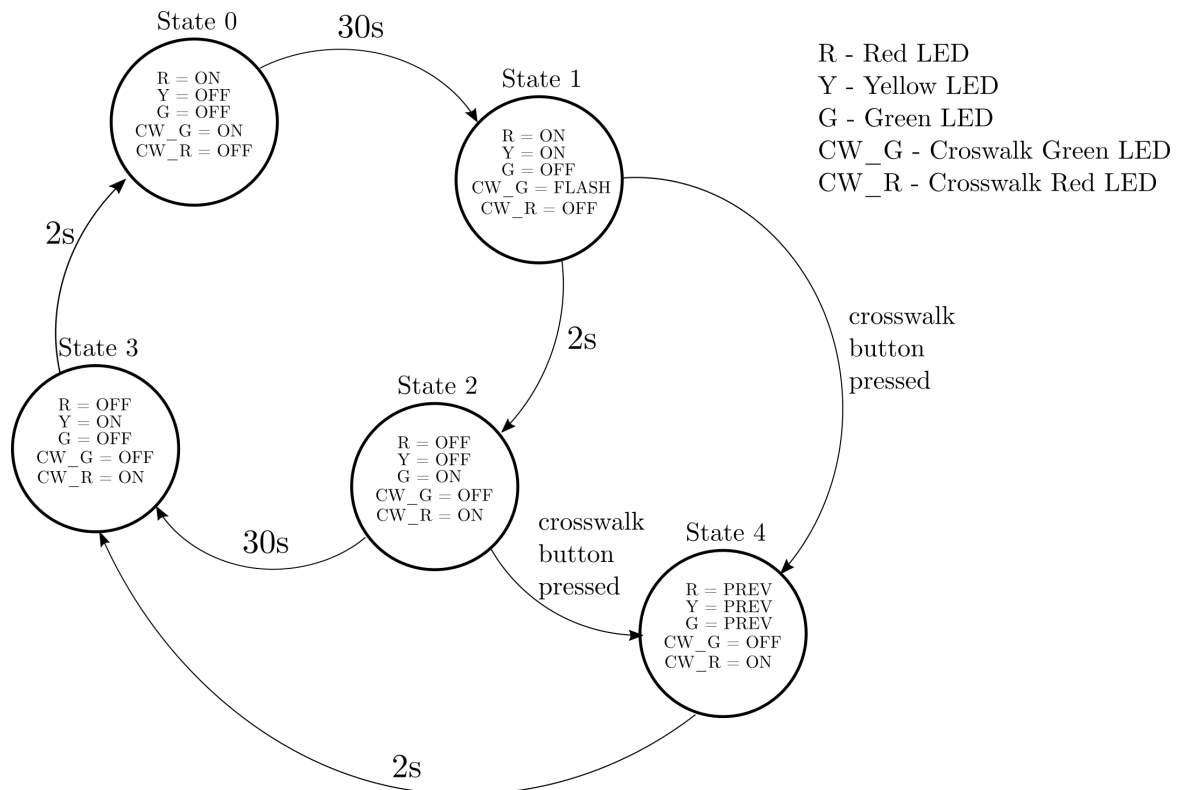 State 0
R = ON
Y = OFF
G = OFF
CW_G = ON
CW_R = OFF
30s
State 1
R = ON
Y = ON
G = OFF
CW_G = FLASH
CW_R = OFF
R - Red LED
Y - Yellow LED
G - Green LED
CW_G - Croswalk Green LED
CW_R - Crosswalk Red LED
2s
2s
crosswalk
button
pressed
State 3
R = OFF
Y = ON
G = OFF
CW_G = OFF
CW_R = ON
State 2
R = OFF
Y = OFF
G = ON
CW_G = OFF
CW_R = ON
30s
crosswalk
button
pressed
State 4
R = PREV
Y = PREV
G = PREV
CW_G = OFF
CW_R = ON
2s